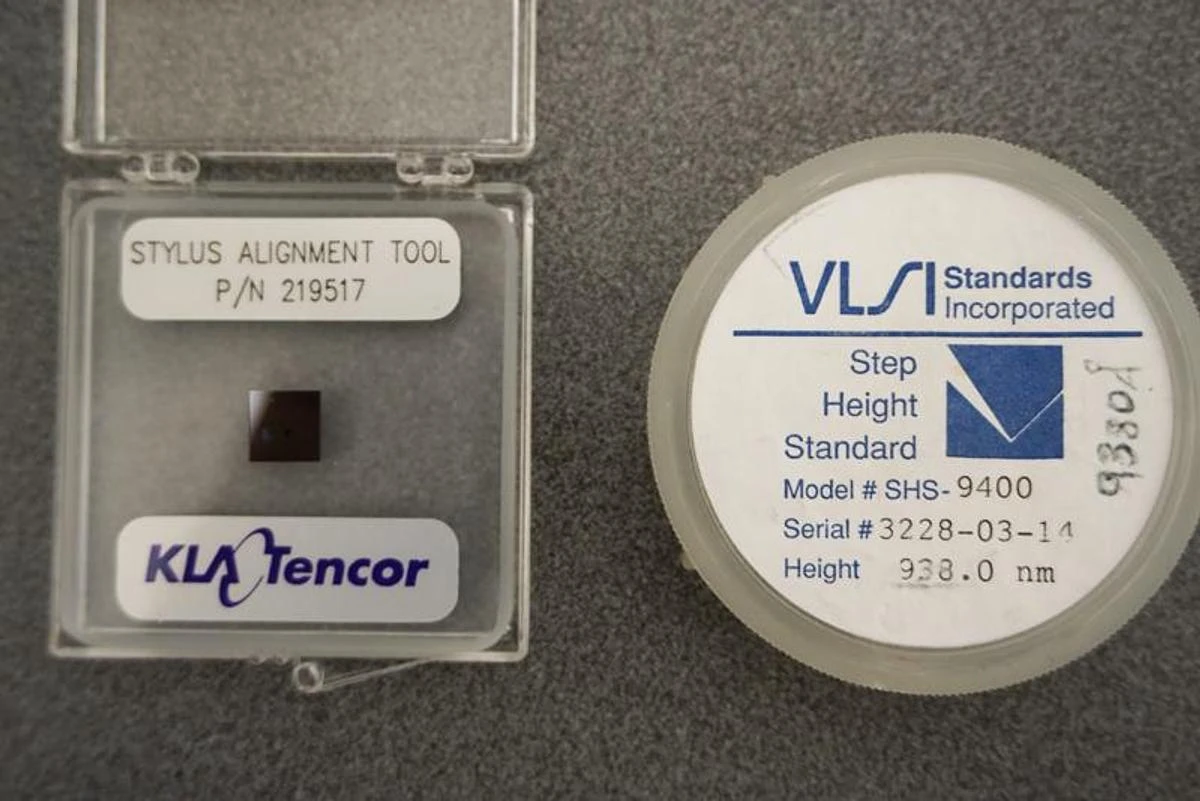 STYLUS ALIGNMENT TOOL
P/N 219517
KLA Tencor
VLSI Standards
Incorporated
Step
Height
Standard
Model # SHS-9400
Serial # 3228-03-14
Height 938.0 nm
9380Å